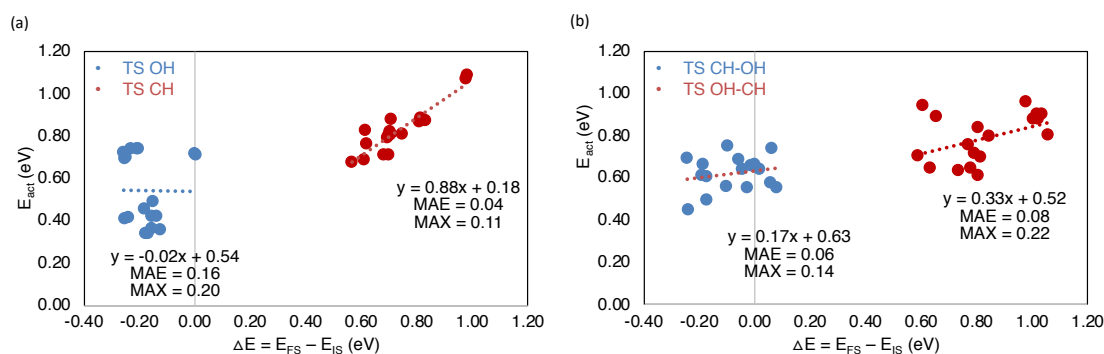 (a)
1.20
1.00
0.80
0.60
0.40
0.20
0.00
E_act (eV)
TS OH
TS CH
y = -0.02x + 0.54
MAE = 0.16
MAX = 0.20
y = 0.88x + 0.18
MAE = 0.04
MAX = 0.11
-0.40 -0.20 0.00 0.20 0.40 0.60 0.80 1.00 1.20
ΔE = E_FS – E_IS (eV)
(b)
1.20
1.00
0.80
0.60
0.40
0.20
0.00
E_act (eV)
TS CH-OH
TS OH-CH
y = 0.17x + 0.63
MAE = 0.06
MAX = 0.14
y = 0.33x + 0.52
MAE = 0.08
MAX = 0.22
-0.40 -0.20 0.00 0.20 0.40 0.60 0.80 1.00 1.20
ΔE = E_FS – E_IS (eV)